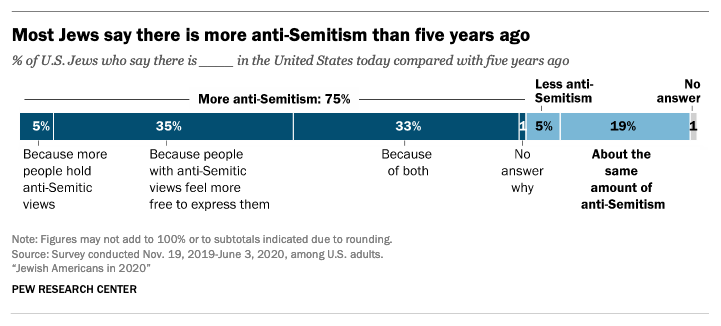 Most Jews say there is more anti-Semitism than five years ago
% of U.S. Jews who say there is ____ in the United States today compared with five years ago
More anti-Semitism: 75%
Less anti-
Semitism
No
answer
5%
35%
33%
1
5%
19%
1
Because more
people hold
anti-Semitic
views
Because people
with anti-Semitic
views feel more
free to express them
Because
of both
No
answer
why
About the
same
amount of
anti-Semitism
Note: Figures may not add to 100% or to subtotals indicated due to rounding.
Source: Survey conducted Nov. 19, 2019-June 3, 2020, among U.S. adults.
"Jewish Americans in 2020"
PEW RESEARCH CENTER